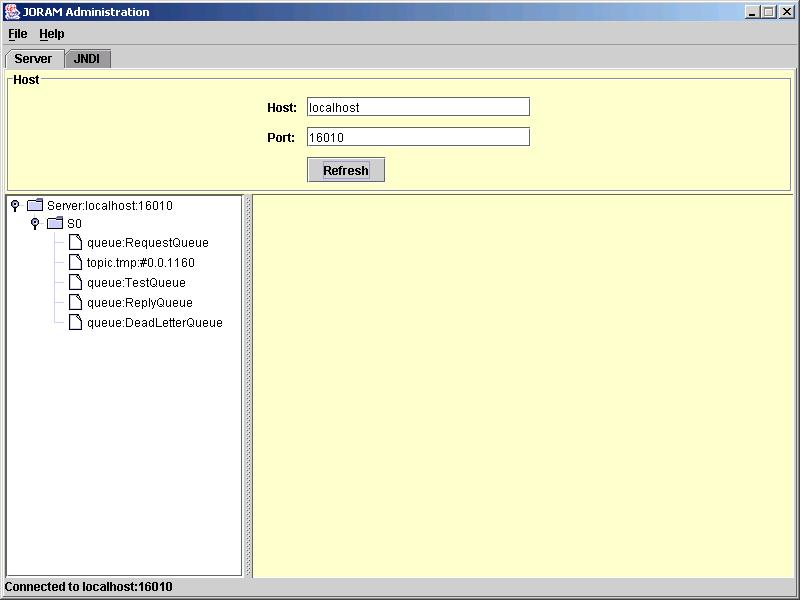 JORAM Administration
File Help
Server JNDI
Host
Host: localhost
Port: 16010
Refresh
Server:localhost:16010
S0
queue:RequestQueue
topic.tmp:#0.0.1160
queue:TestQueue
queue:ReplyQueue
queue:DeadLetterQueue
Connected to localhost:16010